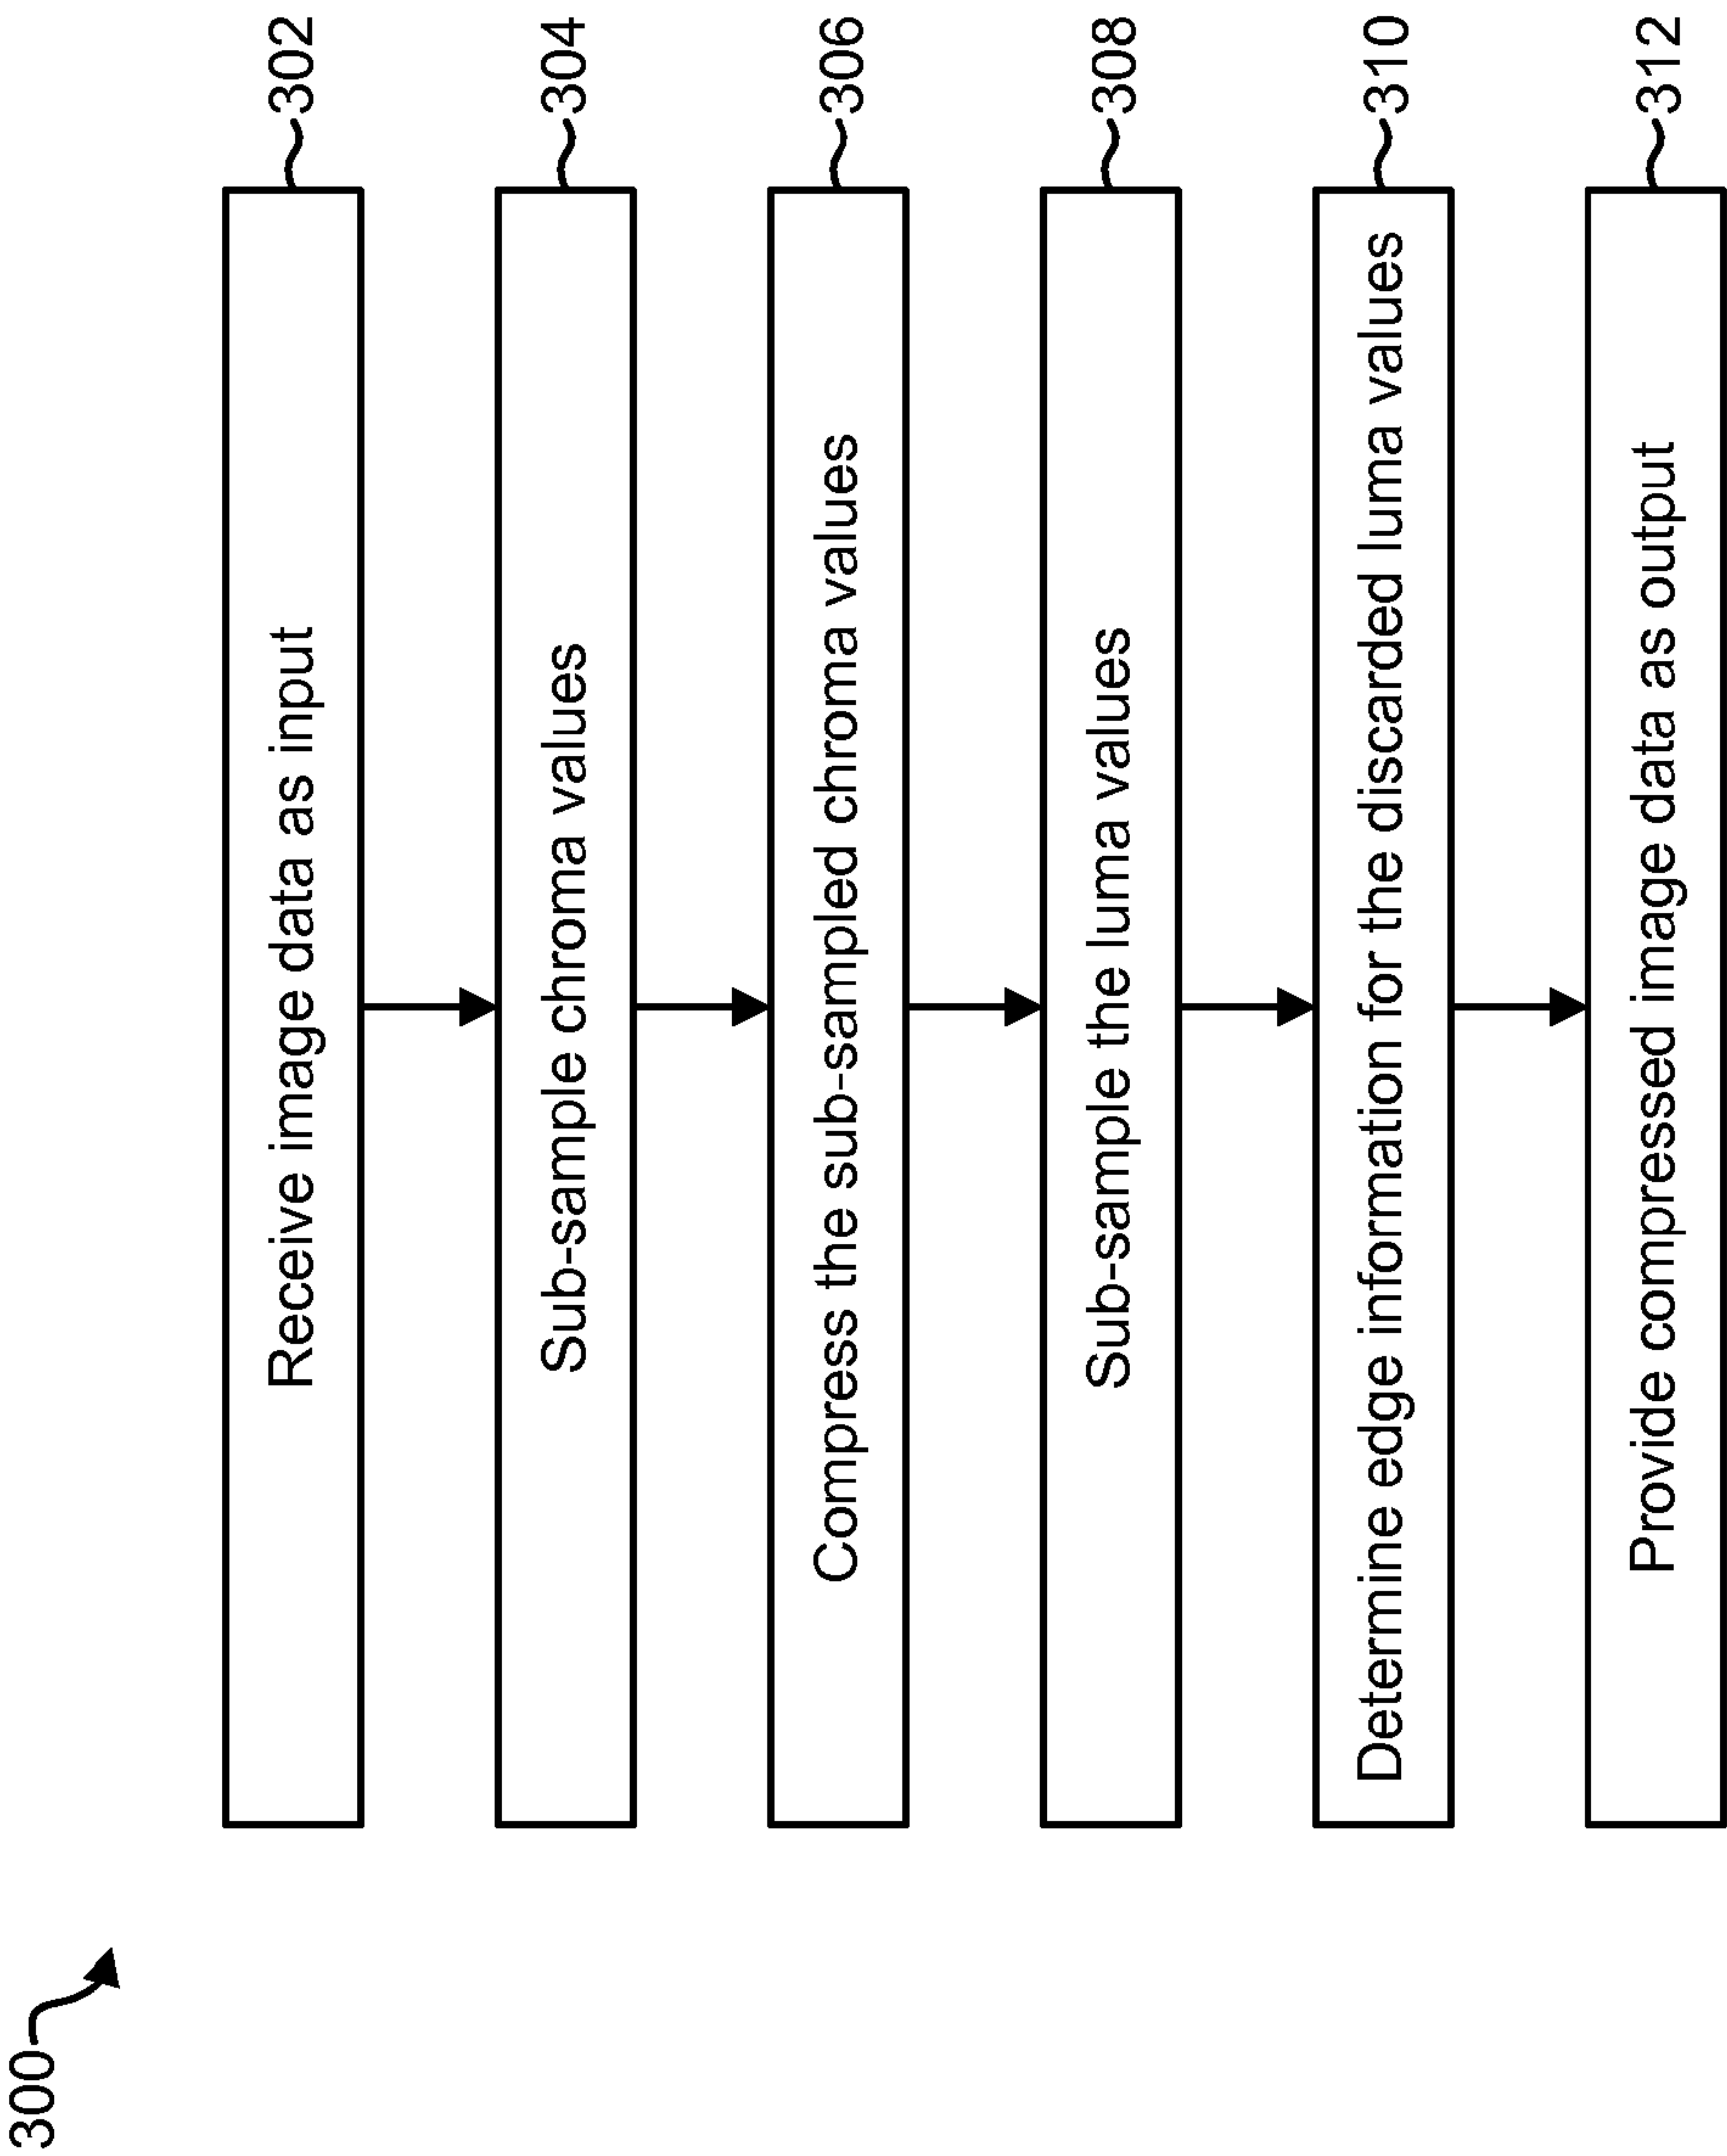 300
Receive image data as input
302
Sub-sample chroma values
304
Compress the sub-sampled chroma values
306
Sub-sample the luma values
308
Determine edge information for the discarded luma values
310
Provide compressed image data as output
312